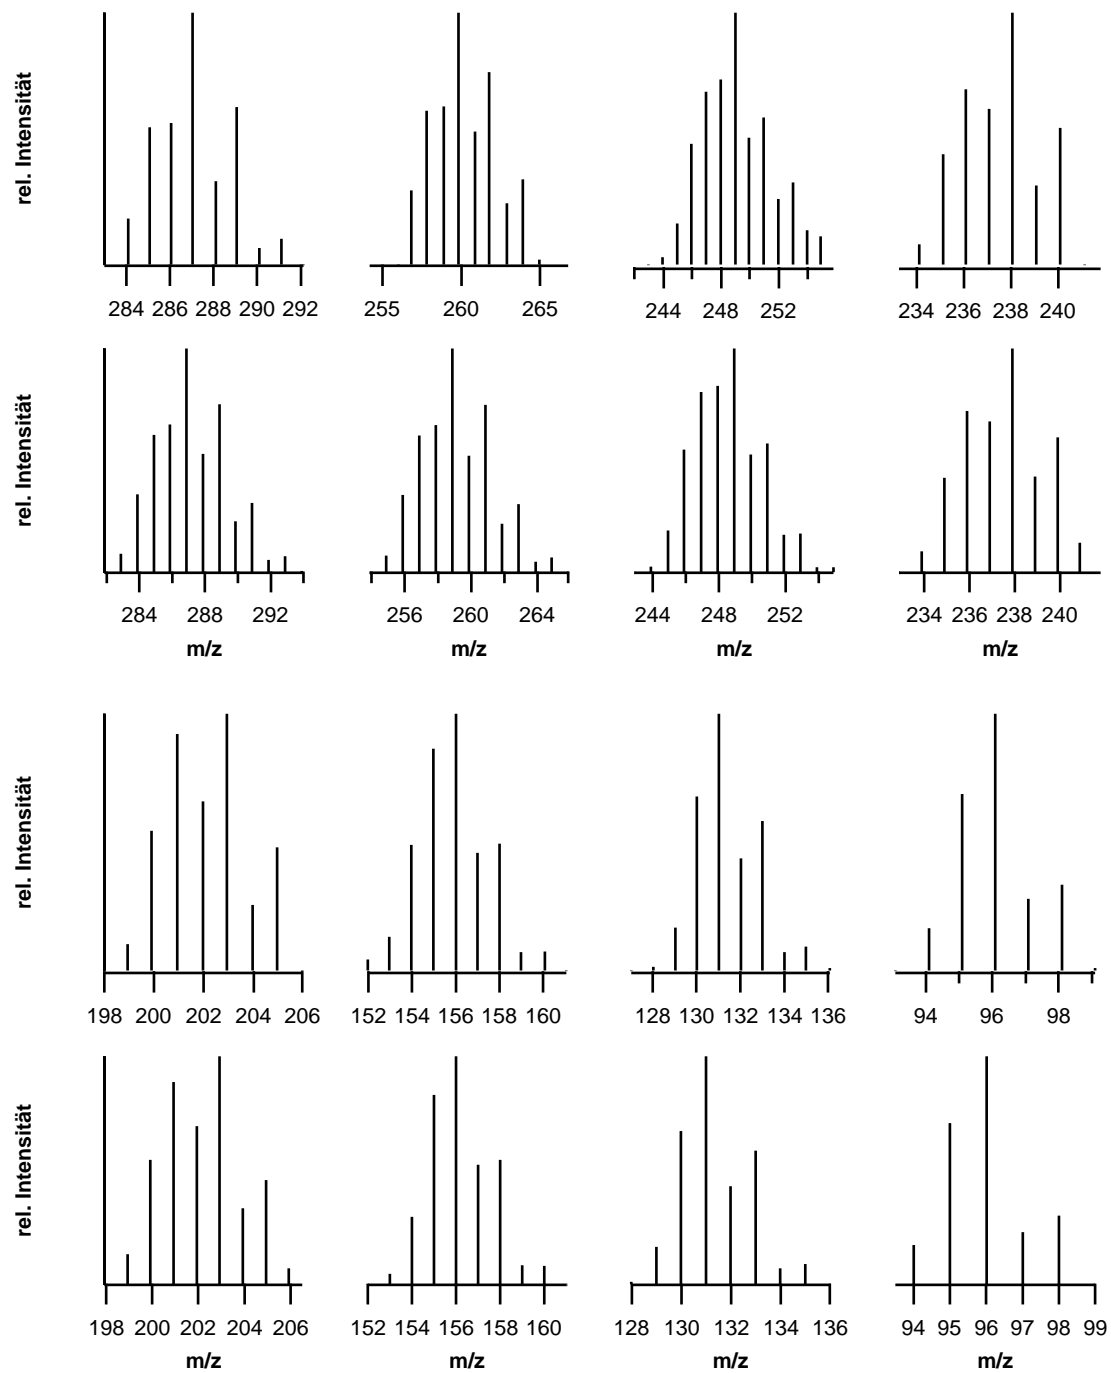 rel. Intensität
284 286 288 290 292
255 260 265
244 248 252
234 236 238 240
rel. Intensität
284 288 292
256 260 264
244 248 252
234 236 238 240
m/z
m/z
m/z
m/z
rel. Intensität
198 200 202 204 206
152 154 156 158 160
128 130 132 134 136
94 96 98
rel. Intensität
198 200 202 204 206
152 154 156 158 160
128 130 132 134 136
94 95 96 97 98 99
m/z
m/z
m/z
m/z